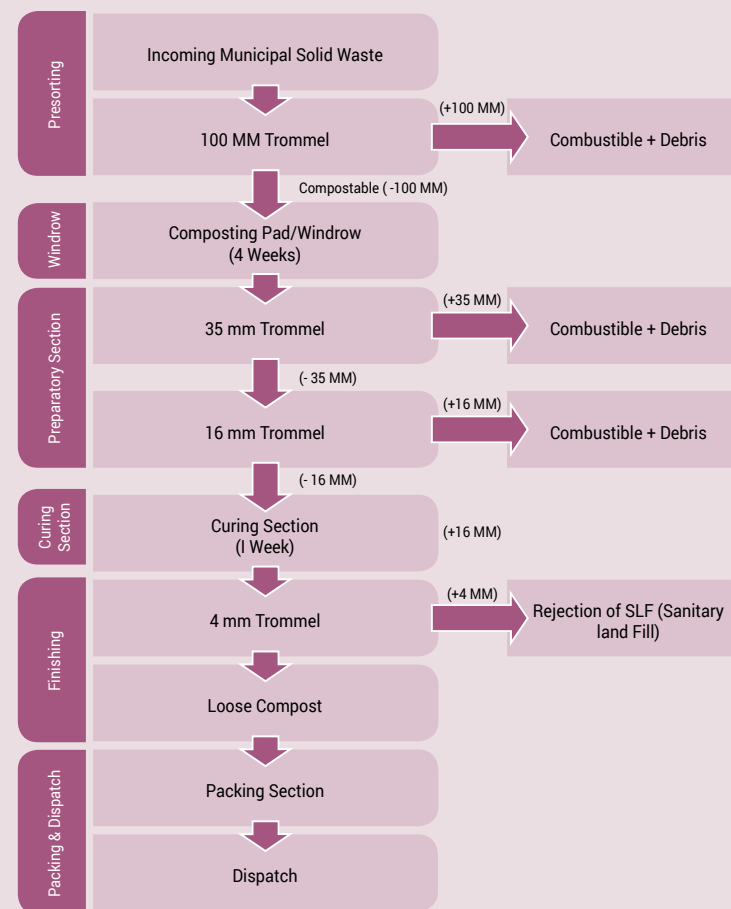 Presorting
Incoming Municipal Solid Waste
100 MM Trommel
(+100 MM)
Combustible + Debris
Compostable ( -100 MM)
Windrow
Composting Pad/Windrow
(4 Weeks)
Preparatory Section
35 mm Trommel
(+35 MM)
Combustible + Debris
(- 35 MM)
16 mm Trommel
(+16 MM)
Combustible + Debris
(- 16 MM)
Curing
Section
Curing Section
(I Week)
(+16 MM)
Finishing
4 mm Trommel
(+4 MM)
Rejection of SLF (Sanitary
land Fill)
Loose Compost
Packing & Dispatch
Packing Section
Dispatch